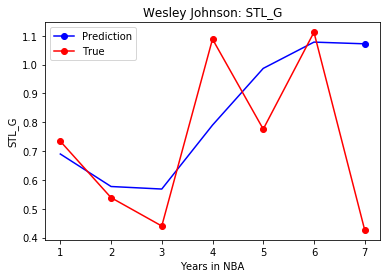 Wesley Johnson: STL_G
Prediction
True
STL_G
1.1
1.0
0.9
0.8
0.7
0.6
0.5
0.4
1 2 3 4 5 6 7
Years in NBA